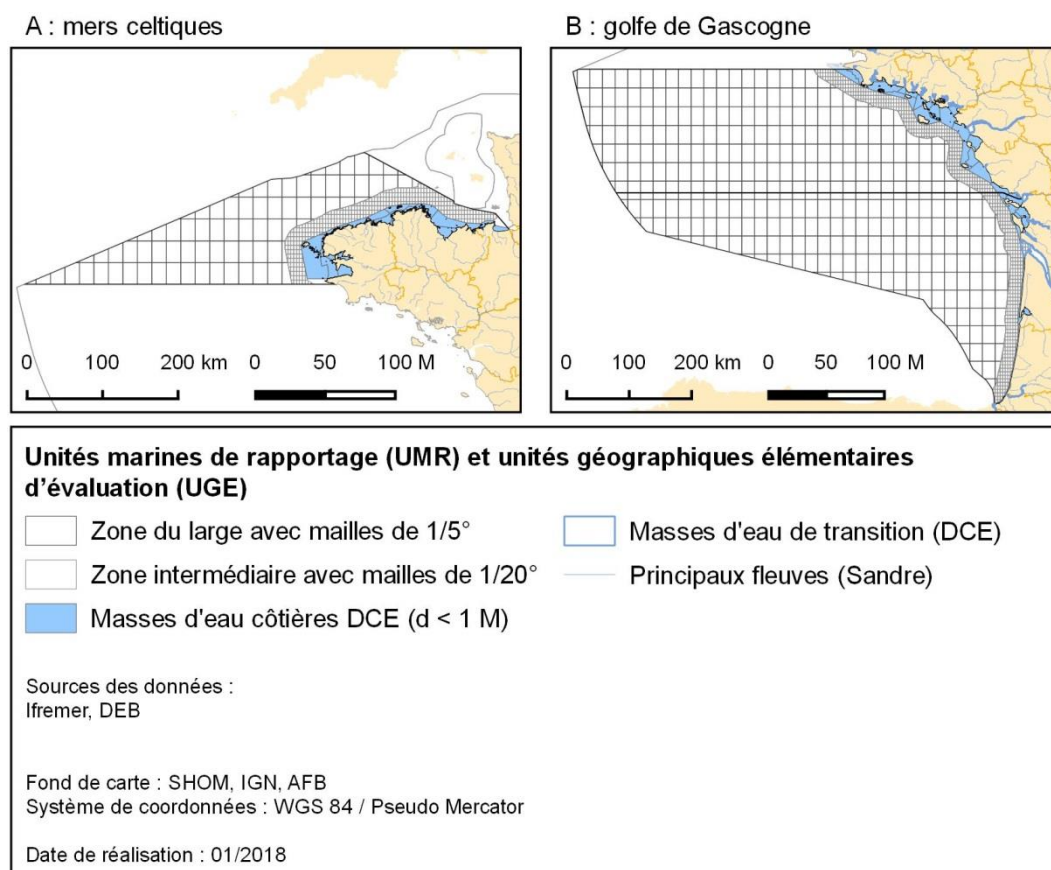 A : mers celtiques
B : golfe de Gascogne
0 100 200 km 0 50 100 M
0 100 200 km 0 50 100 M
Unités marines de rapportage (UMR) et unités géographiques élémentaires
d'évaluation (UGE)
Zone du large avec mailles de 1/5°
Zone intermédiaire avec mailles de 1/20°
Masses d'eau côtières DCE (d < 1 M)
Masses d'eau de transition (DCE)
Principaux fleuves (Sandre)
Sources des données :
Ifremer, DEB
Fond de carte : SHOM, IGN, AFB
Système de coordonnées : WGS 84 / Pseudo Mercator
Date de réalisation : 01/2018